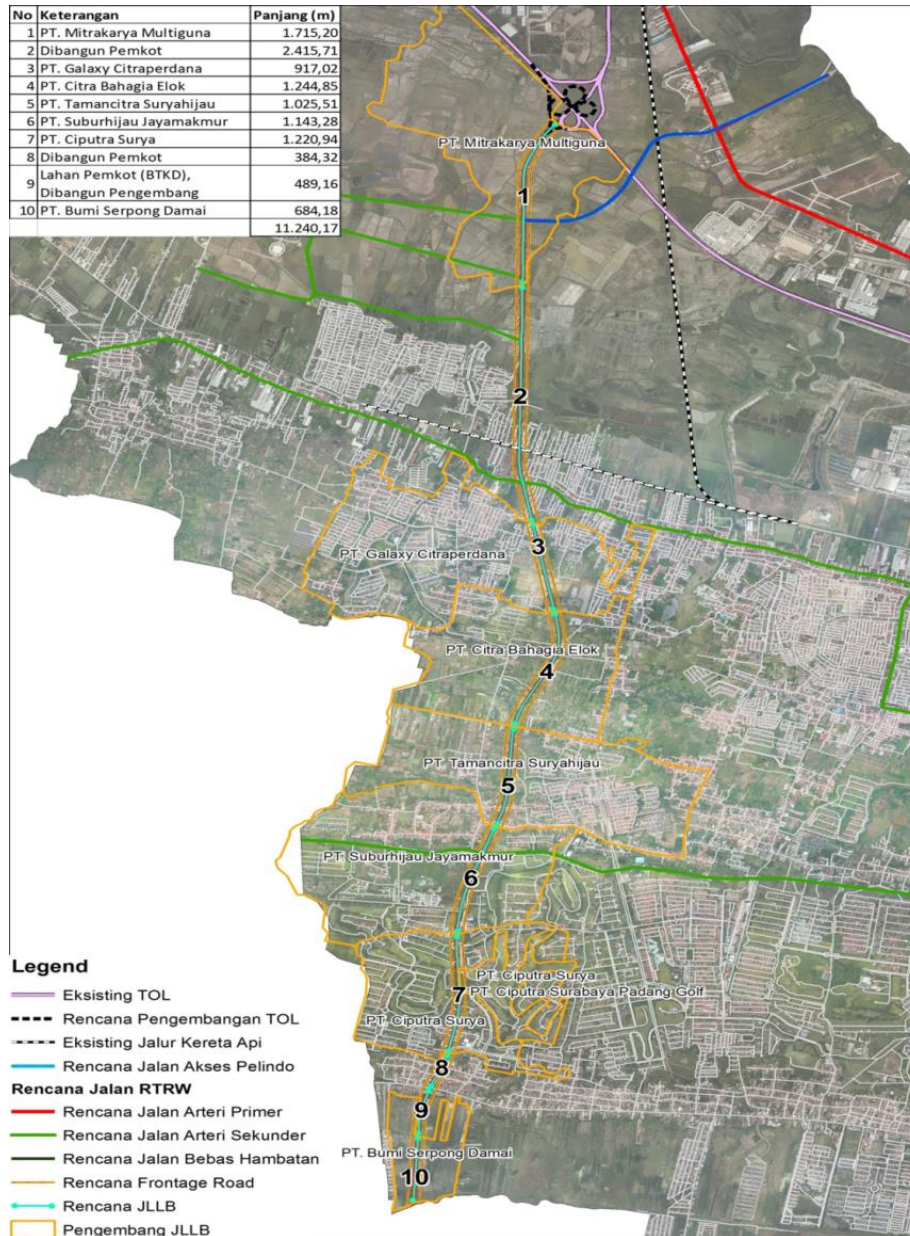 No Keterangan Panjang (m)
1 PT. Mitrakarya Multiguna 1.715,20
2 Dibangun Pemkot 2.415,71
3 PT. Galaxy Citraperdana 917,02
4 PT. Citra Bahagia Elok 1.244,85
5 PT. Tamancitra Suryahijau 1.025,51
6 PT. Suburhijau Jayamakmur 1.143,28
7 PT. Ciputra Surya 1.220,94
8 Dibangun Pemkot 384,32
9 Lahan Pemkot (BTKD),
Dibangun Pengembang 489,16
10 PT. Bumi Serpong Damai 684,18
11.240,17
PT. Mitrakarya Multiguna
1
2
3
PT. Galaxy Citraperdana
PT. Citra Bahagia Elok
4
PT. Tamancitra Suryahijau
5
PT. Suburhijau Jayamakmur
6
PT. Ciputra Surya
7
PT. Ciputra Surabaya Padang Golf
PT. Ciputra Surya
8
9
PT. Bumi Serpong Damai
10
Legend
Eksisting TOL
Rencana Pengembangan TOL
Eksisting Jalur Kereta Api
Rencana Jalan Akses Pelindo
Rencana Jalan RTRW
Rencana Jalan Arteri Primer
Rencana Jalan Arteri Sekunder
Rencana Jalan Bebas Hambatan
Rencana Frontage Road
Rencana JLLB
Pengembang JLLB